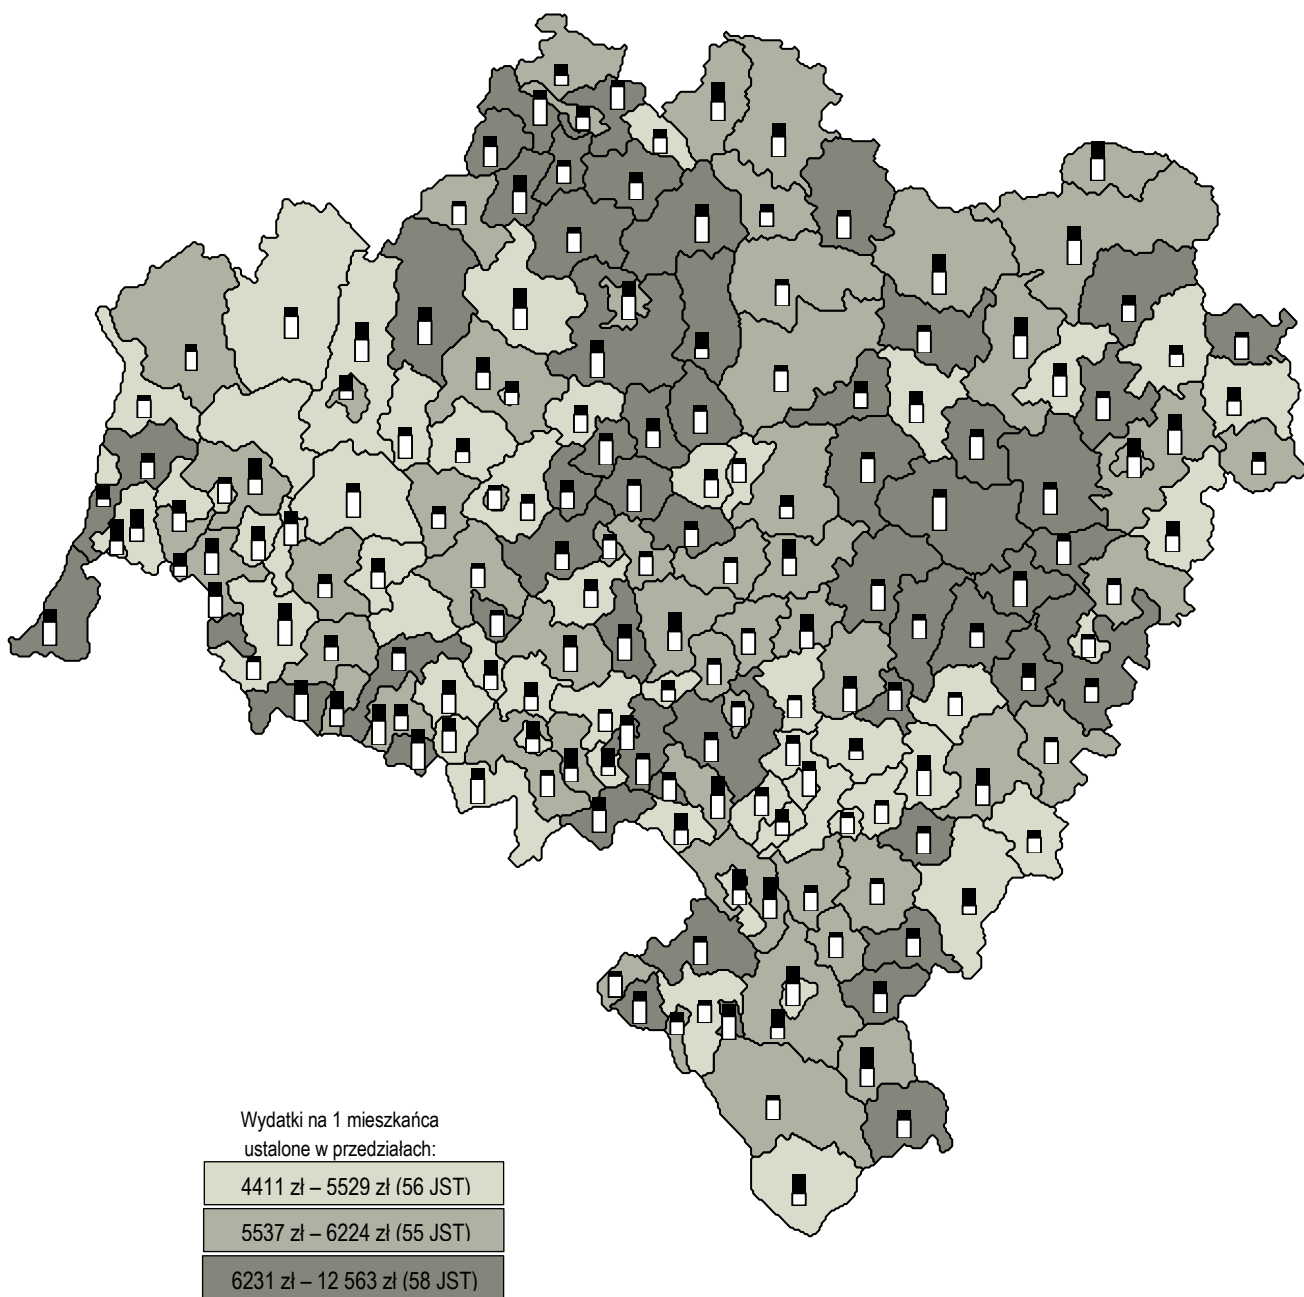 Wydatki na 1 mieszkańca
ustalone w przedziałach:
4411 zł – 5529 zł (56 JST)
5537 zł – 6224 zł (55 JST)
6231 zł – 12 563 zł (58 JST)